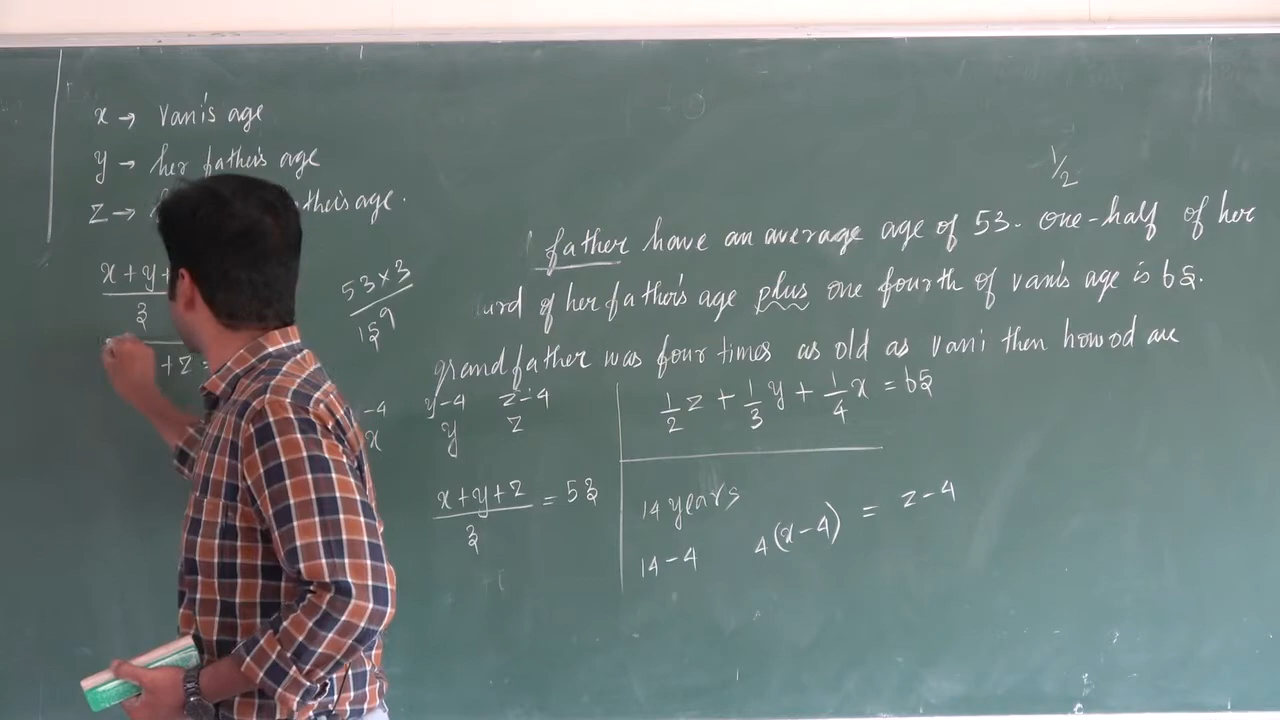 x → Vani's age
y → her father's age
z →
age.
x + y +
3
53 × 3
159
+ z =
1/2
father have an average age of 53. One-half of her
of her father's age plus one fourth of vani's age is 65.
grandfather was four times as old as vani then how od are
-4 y-4 z-4
x y z
x+y+z/3 = 53
1/2 z + 1/3 y + 1/4 x = 65
14 years
14-4 4(x-4) = z-4